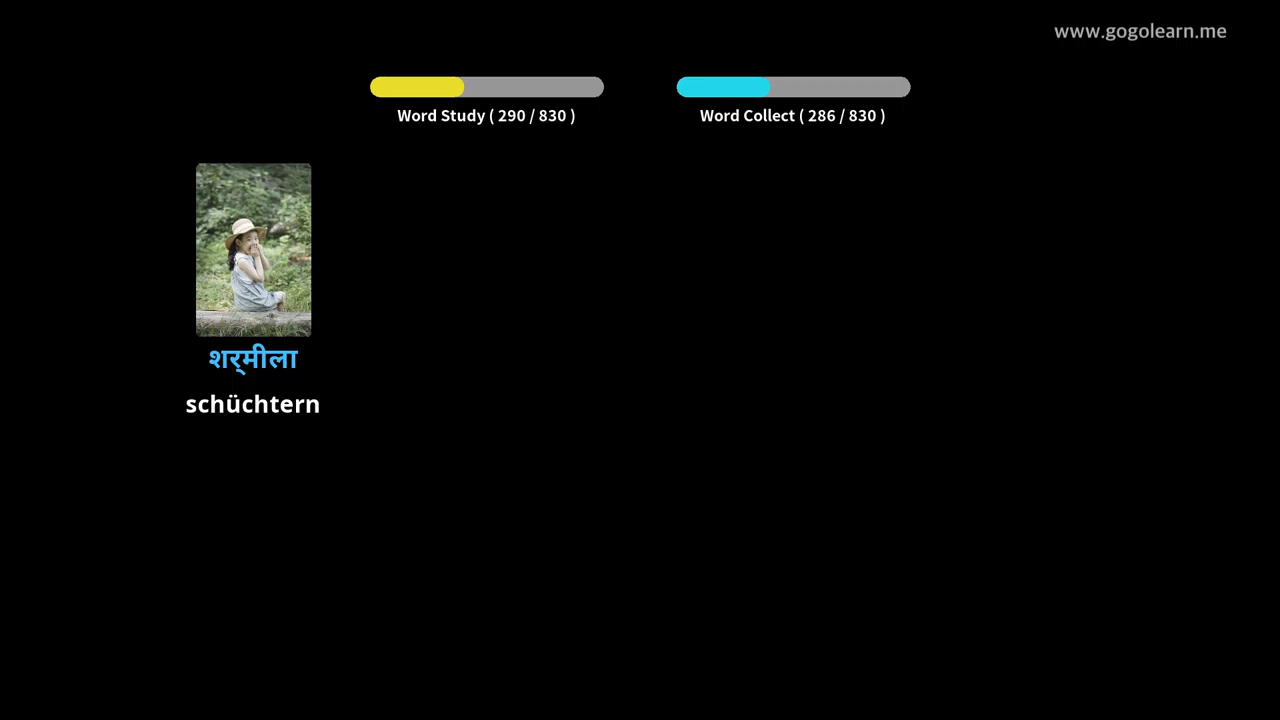 www.gogolearn.me
Word Study ( 290 / 830 )
Word Collect ( 286 / 830 )
शर्‌मीला
schüchtern